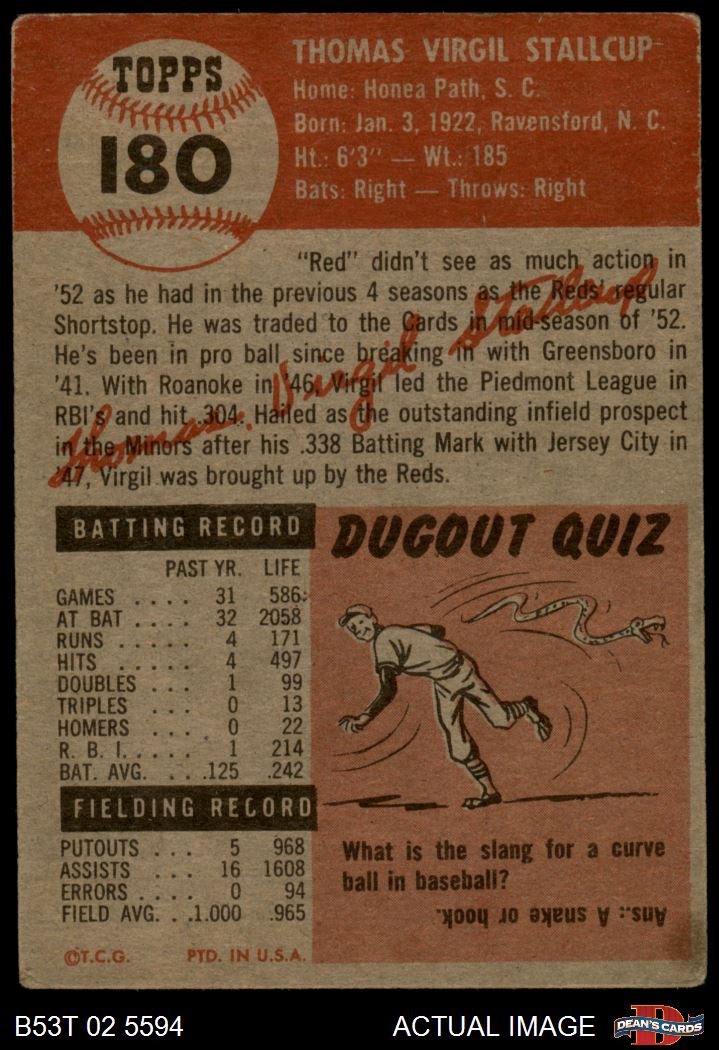 TOPPS
180
THOMAS VIRGIL STALLCUP
Home: Honea Path, S. C.
Born: Jan. 3, 1922, Ravensford, N. C.
Ht.: 6'3" — Wt.: 185
Bats: Right — Throws: Right
"Red" didn't see as much action in
'52 as he had in the previous 4 seasons as the Reds' regular
Shortstop. He was traded to the Cards in mid-season of '52.
He's been in pro ball since breaking in with Greensboro in
'41. With Roanoke in '46, Virgil led the Piedmont League in
RBI's and hit .304. Hailed as the outstanding infield prospect
in the Minors after his .338 Batting Mark with Jersey City in
'47, Virgil was brought up by the Reds.
Thomas Virgil Stallcup
BATTING RECORD
PAST YR. LIFE
GAMES . . . . 31 586
AT BAT . . . . 32 2058
RUNS . . . . . 4 171
HITS . . . . . 4 497
DOUBLES . . . 1 99
TRIPLES . . . 0 13
HOMERS . . . 0 22
R. B. I. . . . . 1 214
BAT. AVG. . . .125 .242
FIELDING RECORD
PUTOUTS . . . 5 968
ASSISTS . . . 16 1608
ERRORS . . . . 0 94
FIELD AVG. . .1.000 .965
©T.C.G. PTD. IN U.S.A.
DUGOUT QUIZ
What is the slang for a curve
ball in baseball?
Ans.: A snake or hook.
B53T 02 5594
ACTUAL IMAGE
DEAN'S CARDS